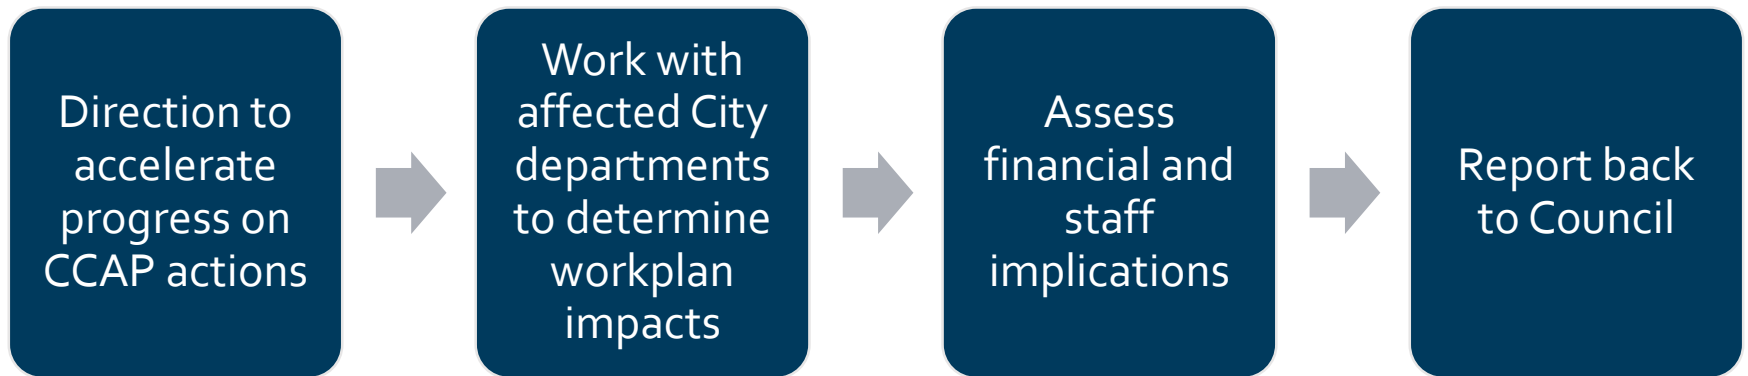 Direction to
accelerate
progress on
CCAP actions
Work with
affected City
departments
to determine
workplan
impacts
Assess
financial and
staff
implications
Report back
to Council